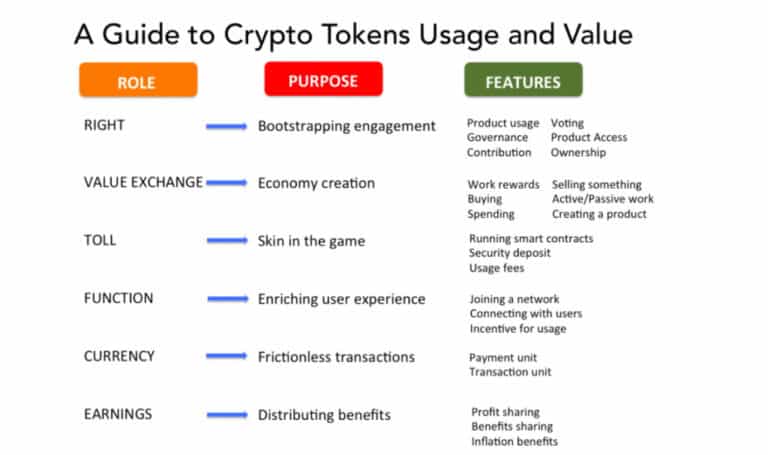 A Guide to Crypto Tokens Usage and Value
ROLE PURPOSE FEATURES
RIGHT Bootstrapping engagement
Product usage Voting
Governance Product Access
Contribution Ownership
VALUE EXCHANGE Economy creation
Work rewards Selling something
Buying Active/Passive work
Spending Creating a product
TOLL Skin in the game
Running smart contracts
Security deposit
Usage fees
FUNCTION Enriching user experience
Joining a network
Connecting with users
Incentive for usage
CURRENCY Frictionless transactions
Payment unit
Transaction unit
EARNINGS Distributing benefits
Profit sharing
Benefits sharing
Inflation benefits